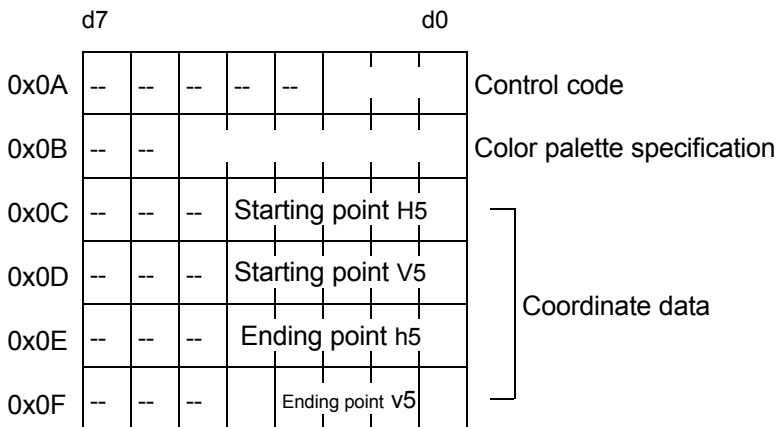 d7 d0
0x0A -- -- -- -- -- Control code
0x0B -- -- Color palette specification
0x0C -- -- -- Starting point H5
0x0D -- -- -- Starting point V5
Coordinate data
0x0E -- -- -- Ending point h5
0x0F -- -- -- Ending point v5